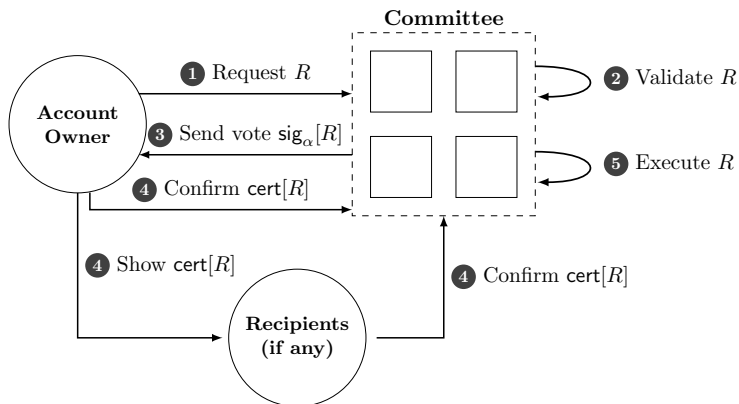 Committee
1 Request R
2 Validate R
Account
Owner
3 Send vote sigα[R]
5 Execute R
4 Confirm cert[R]
4 Show cert[R]
4 Confirm cert[R]
Recipients
(if any)